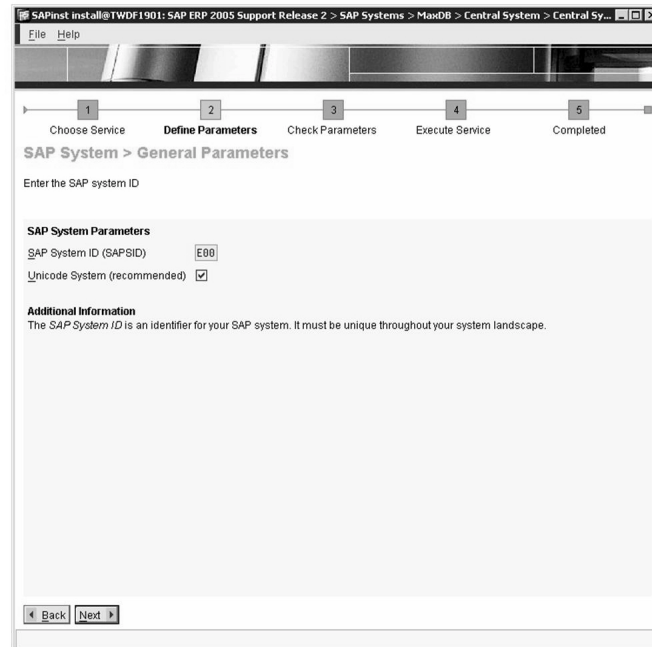 SAPinst install@TWDF1901: SAP ERP 2005 Support Release 2 > SAP Systems > MaxDB > Central System > Central Sy...
File Help
1 2 3 4 5
Choose Service Define Parameters Check Parameters Execute Service Completed
SAP System > General Parameters
Enter the SAP system ID
SAP System Parameters
SAP System ID (SAPSID) E00
Unicode System (recommended)
Additional Information
The SAP System ID is an identifier for your SAP system. It must be unique throughout your system landscape.
Back Next